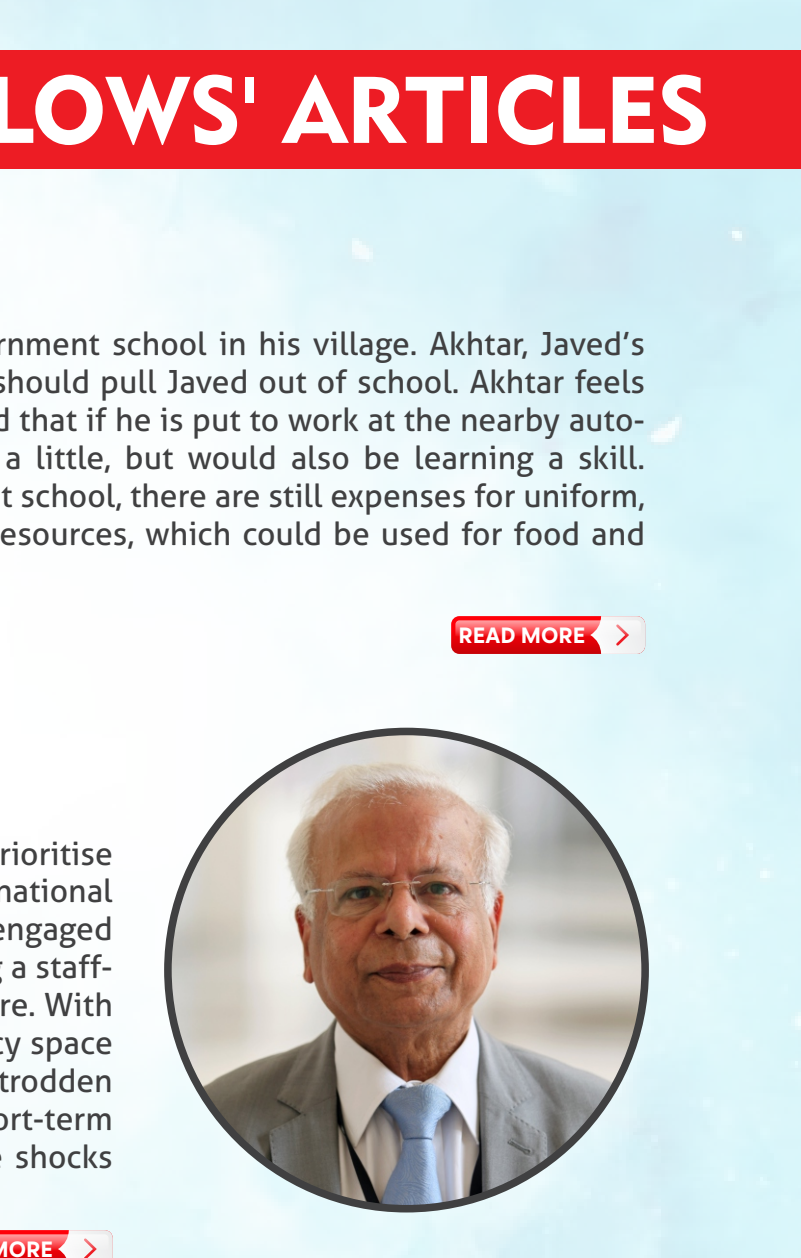 LOWS' ARTICLES
rnment school in his village. Akhtar, Javed’s
should pull Javed out of school. Akhtar feels
d that if he is put to work at the nearby auto-
a little, but would also be learning a skill.
t school, there are still expenses for uniform,
esources, which could be used for food and
READ MORE
rioritise
national
engaged
g a staff-
re. With
cy space
trodden
ort-term
e shocks
MORE